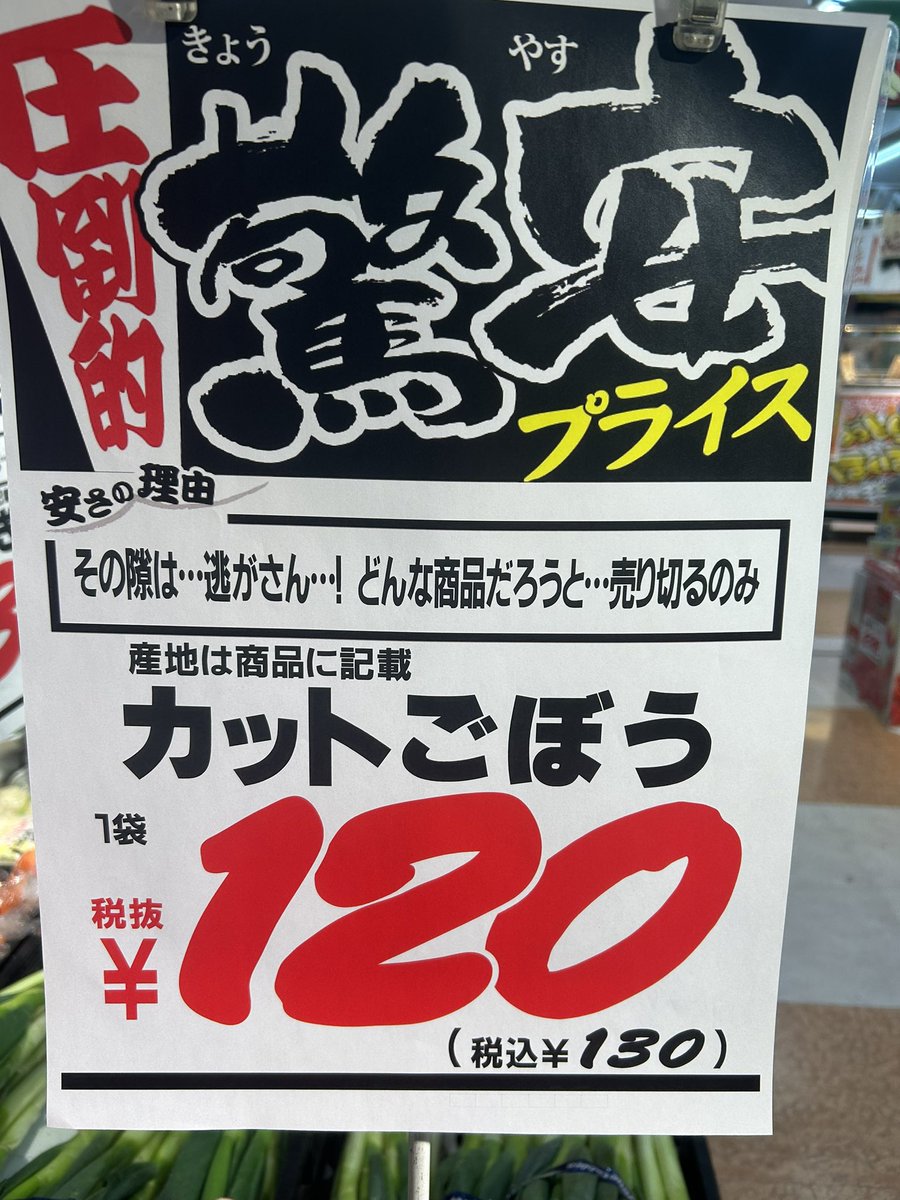 圧倒的
きょう やす
驚安
プライス
安さの理由
その隙は…逃がさん…! どんな商品だろうと…売り切るのみ
産地は商品に記載
カットごぼう
1袋
税抜
¥120
(税込¥130)